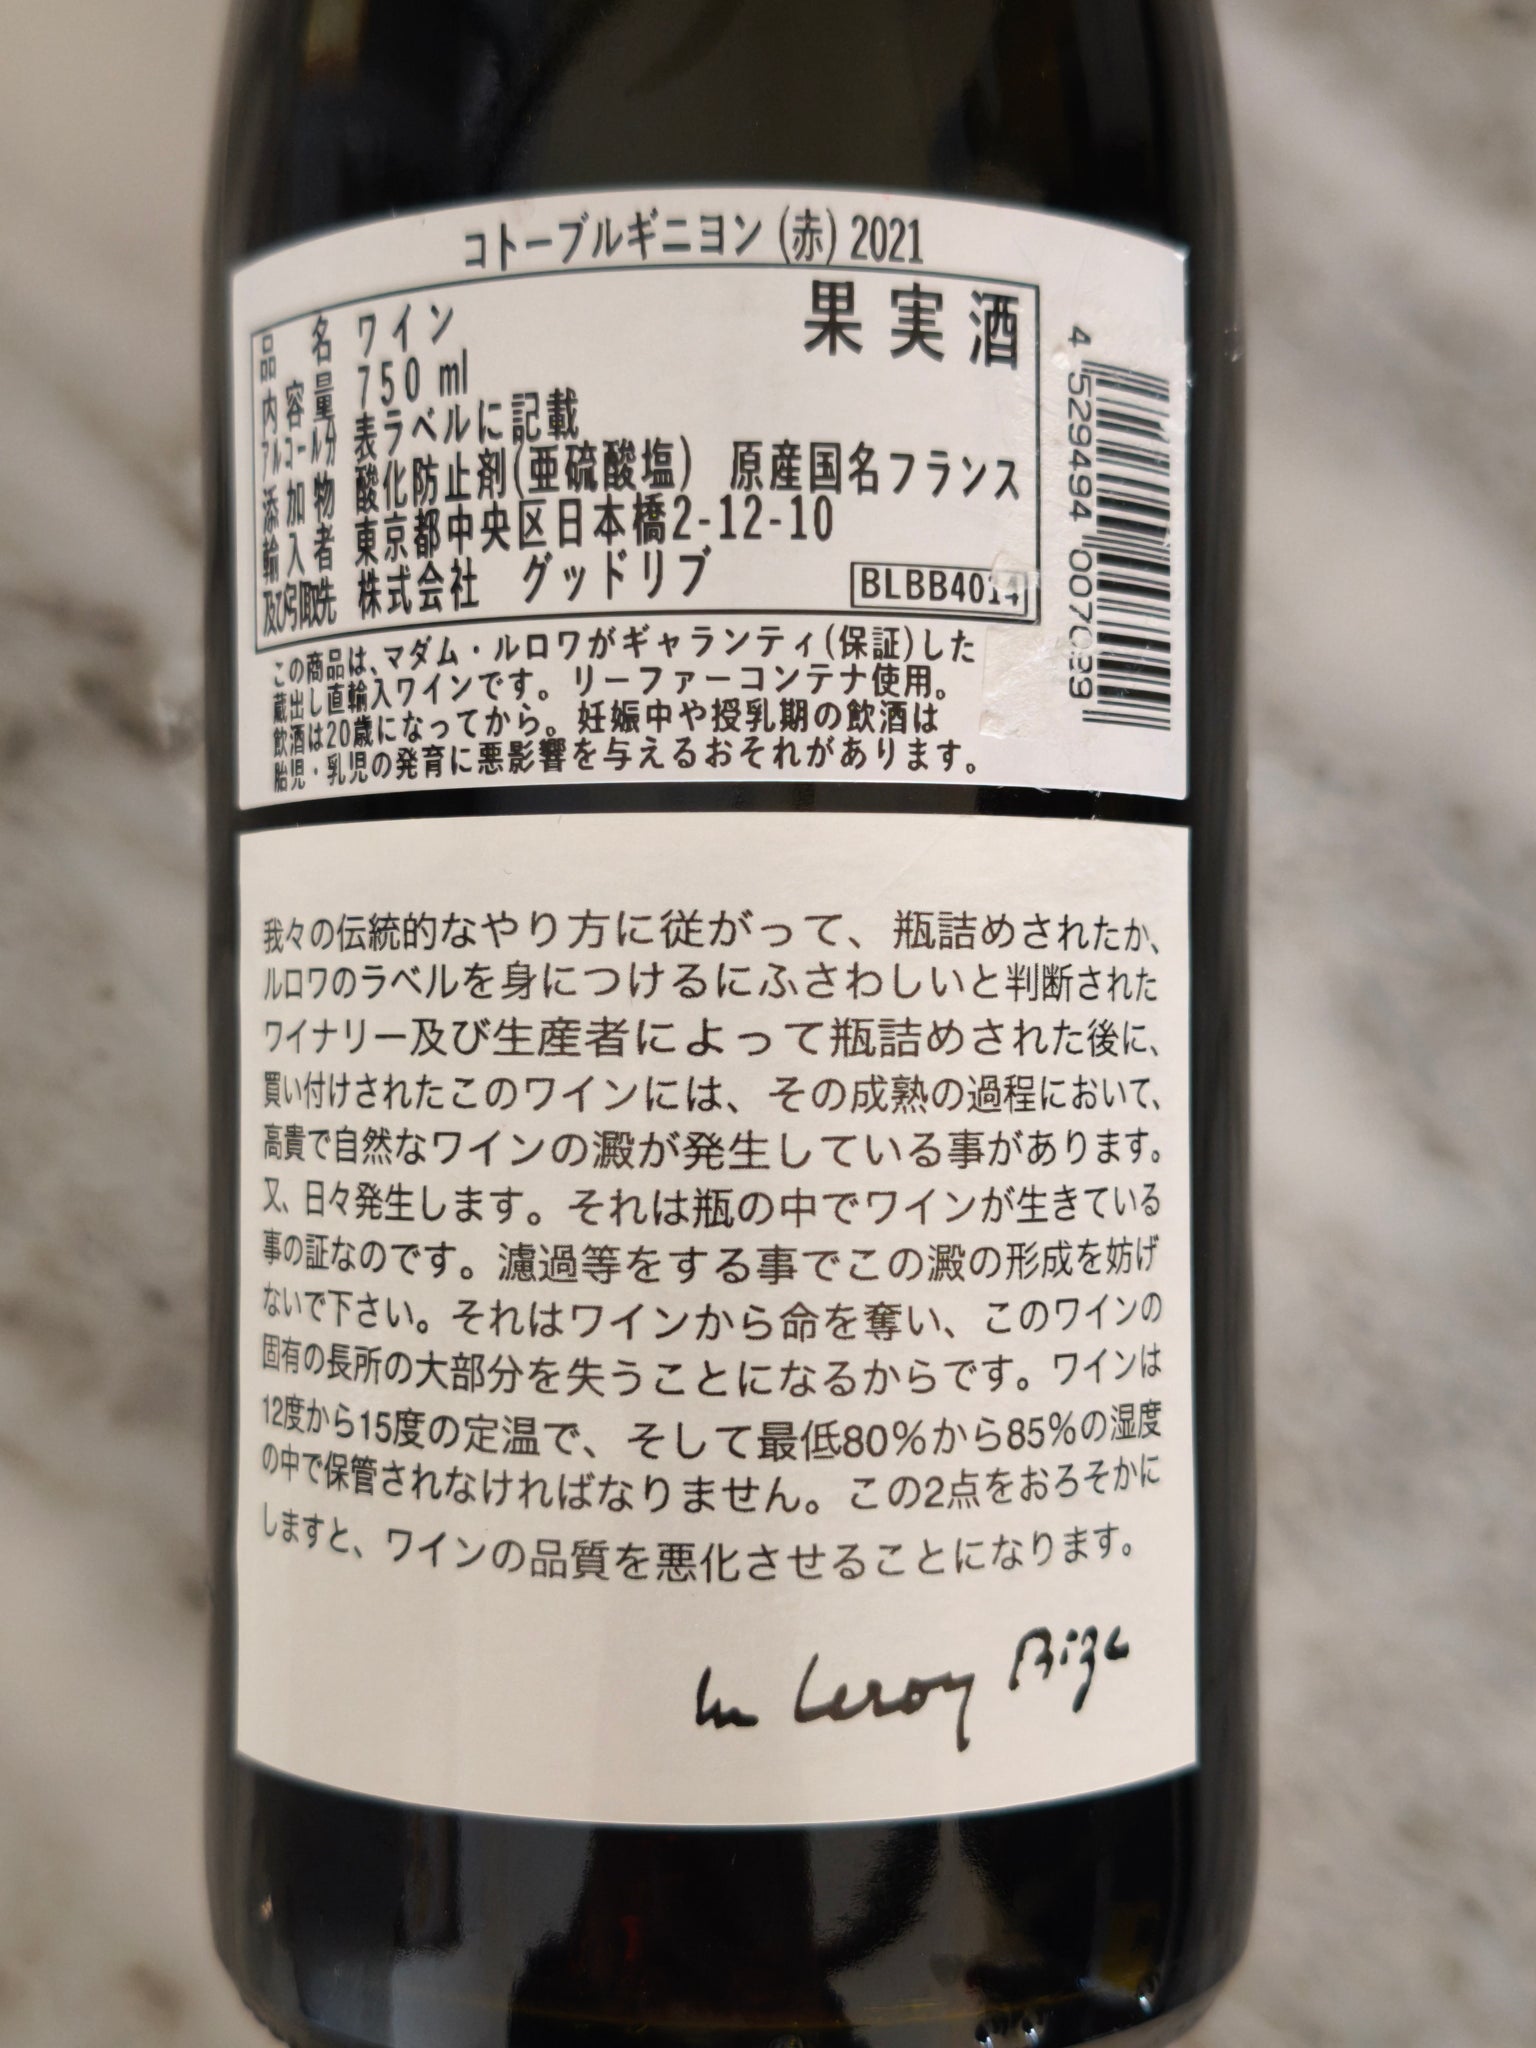 コトーブルギニヨン (赤) 2021
果実酒
品名 ワイン
内容量 750 ml
アルコール分 表ラベルに記載
添加物 酸化防止剤(亜硫酸塩) 原産国名フランス
輸入者 東京都中央区日本橋2-12-10
及び引取先 株式会社 グッドリブ
BLBB4014
この商品は、マダム・ルロワがギャランティ(保証)した
蔵出し直輸入ワインです。リーファーコンテナ使用。
飲酒は20歳になってから。妊娠中や授乳期の飲酒は
胎児・乳児の発育に悪影響を与えるおそれがあります。
4 529494 007039
我々の伝統的なやり方に従がって、瓶詰めされたか、
ルロワのラベルを身につけるにふさわしいと判断された
ワイナリー及び生産者によって瓶詰めされた後に、
買い付けされたこのワインには、その成熟の過程において、
高貴で自然なワインの澱が発生している事があります。
又、日々発生します。それは瓶の中でワインが生きている
事の証なのです。濾過等をする事でこの澱の形成を妨げ
ないで下さい。それはワインから命を奪い、このワインの
固有の長所の大部分を失うことになるからです。ワインは
12度から15度の定温で、そして最低80%から85%の湿度
の中で保管されなければなりません。この2点をおろそかに
しますと、ワインの品質を悪化させることになります。
Leroy Bize